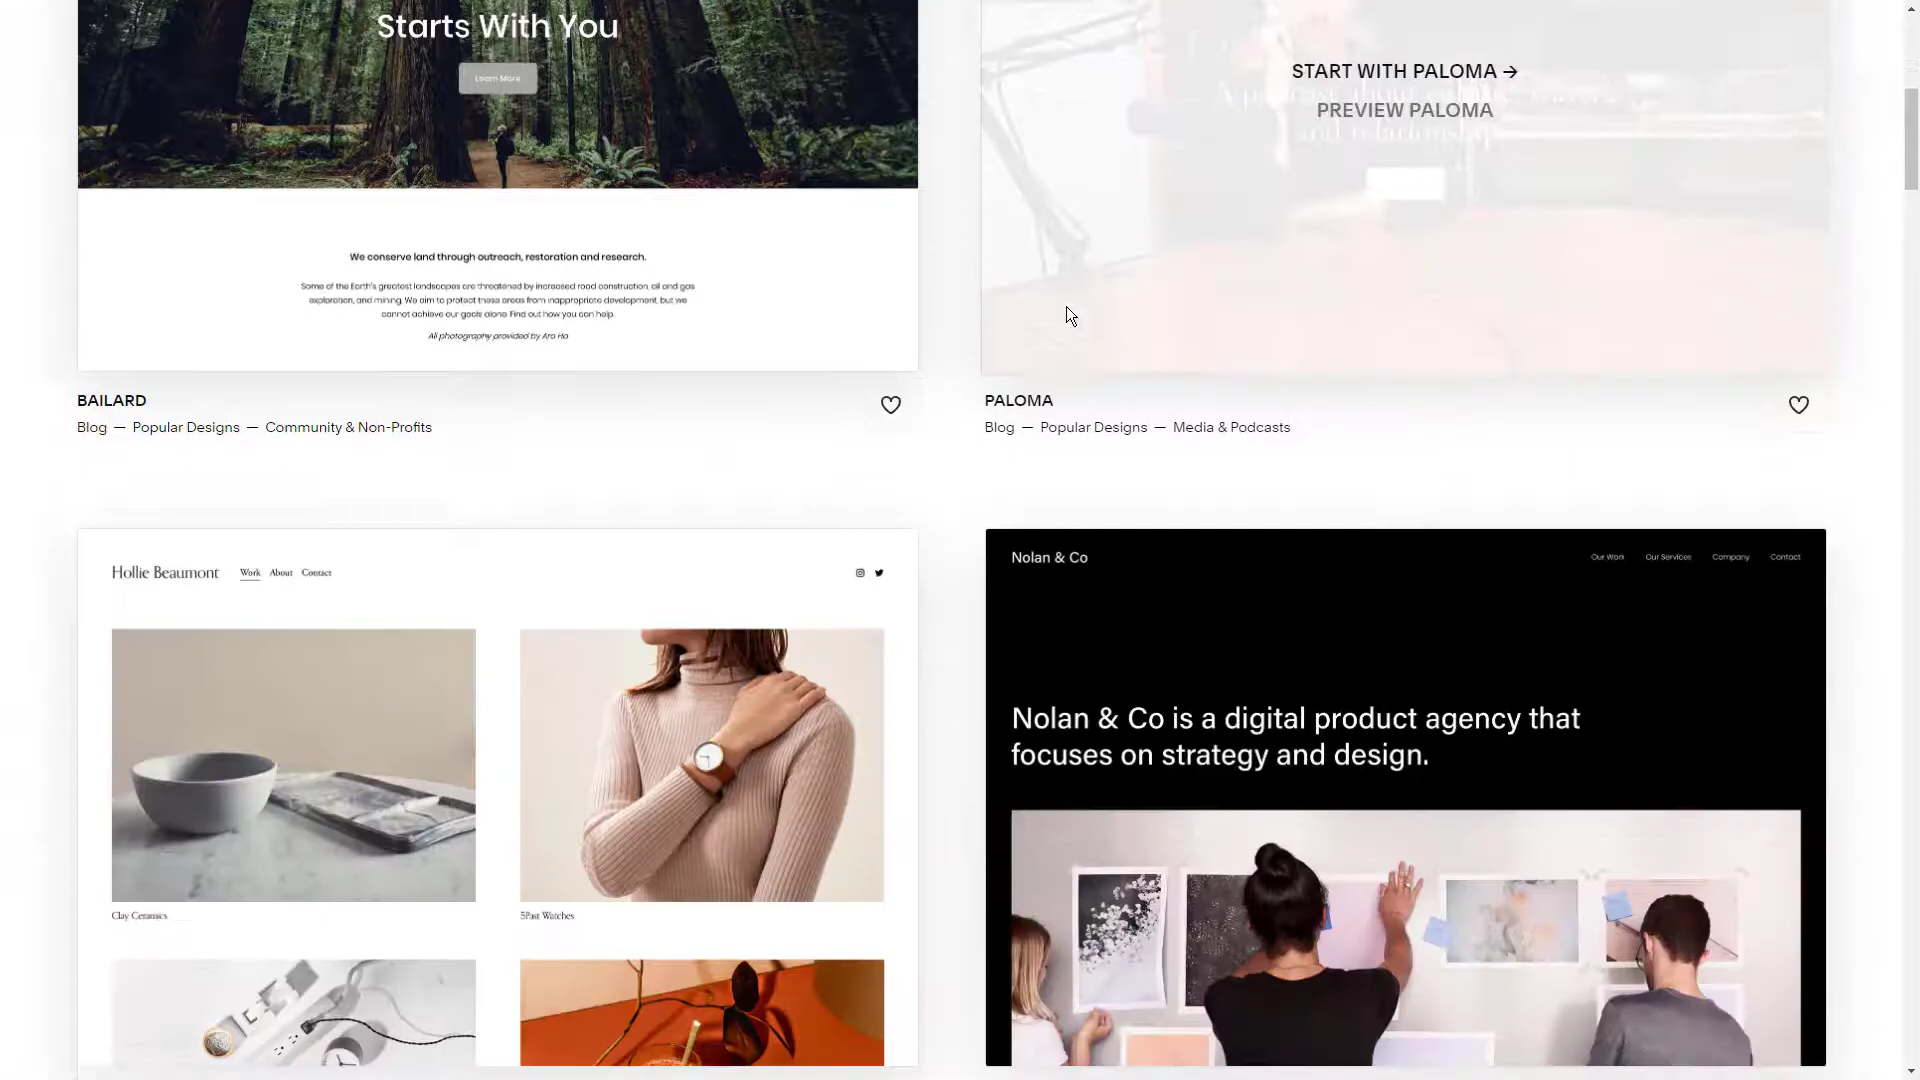 Starts With You
Learn More
We conserve land through outreach, restoration and research.
Some of the Earth's greatest landscapes are threatened by increased road construction, oil and gas
exploration, and mining. We aim to protect these areas from inappropriate development, but we
cannot achieve our goals alone. Find out how you can help.
All photography provided by Aro Ha
BAILARD
Blog — Popular Designs — Community & Non-Profits
START WITH PALOMA →
PREVIEW PALOMA
and relationship
PALOMA
Blog — Popular Designs — Media & Podcasts
Hollie Beaumont
Work About Contact
Clay Ceramics
5Past Watches
Nolan & Co
Our Work Our Services Company Contact
Nolan & Co is a digital product agency that
focuses on strategy and design.